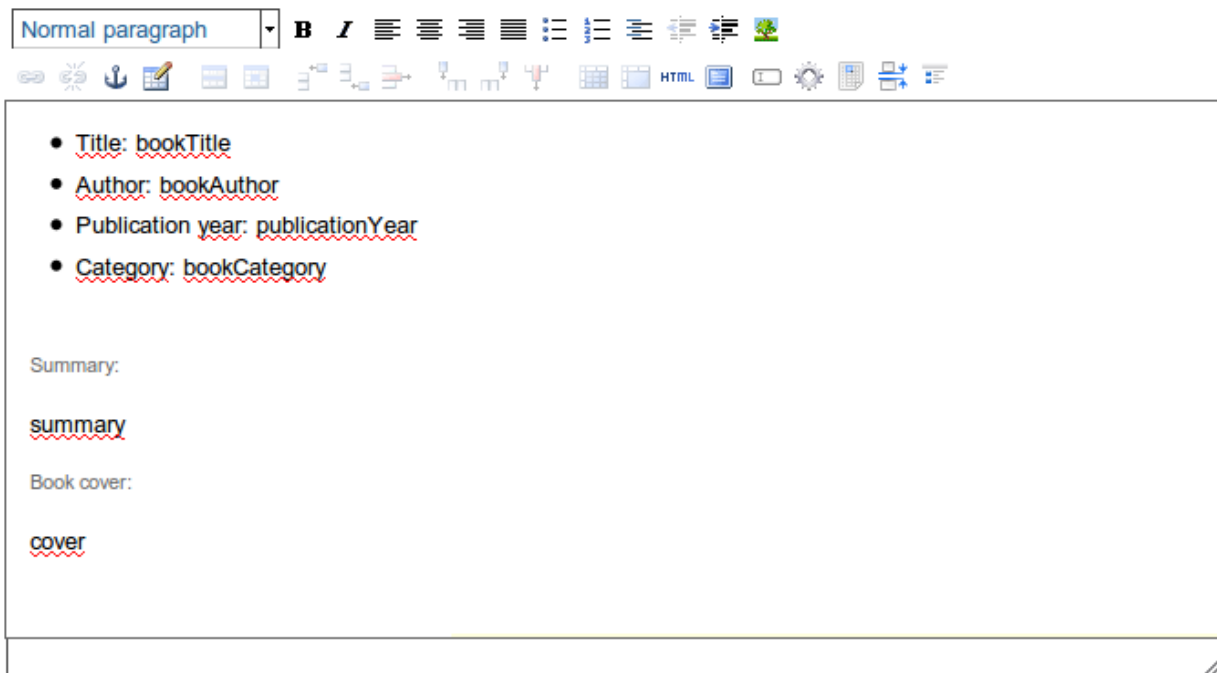 Normal paragraph B I
HTML
Title: bookTitle
Author: bookAuthor
Publication year: publicationYear
Category: bookCategory
Summary:
summary
Book cover:
cover